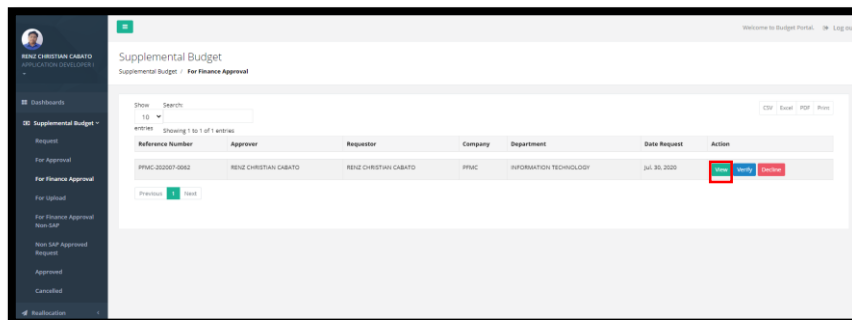 Welcome to Budget Portal.
Log ou
RENZ CHRISTIAN CABATO
APPLICATION DEVELOPER I
Supplemental Budget
Supplemental Budget / For Finance Approval
Dashboards
Supplemental Budget
Request
For Approval
For Finance Approval
For Upload
For Finance Approval
Non-SAP
Non SAP Approved
Request
Approved
Cancelled
Reallocation
Show
Search:
10
entries
Showing 1 to 1 of 1 entries
CSV Excel PDF Print
Reference Number Approver Requestor Company Department Date Request Action
PFMC-202007-0062 RENZ CHRISTIAN CABATO RENZ CHRISTIAN CABATO PFMC INFORMATION TECHNOLOGY Jul. 30, 2020 View Verify Decline
Previous 1 Next